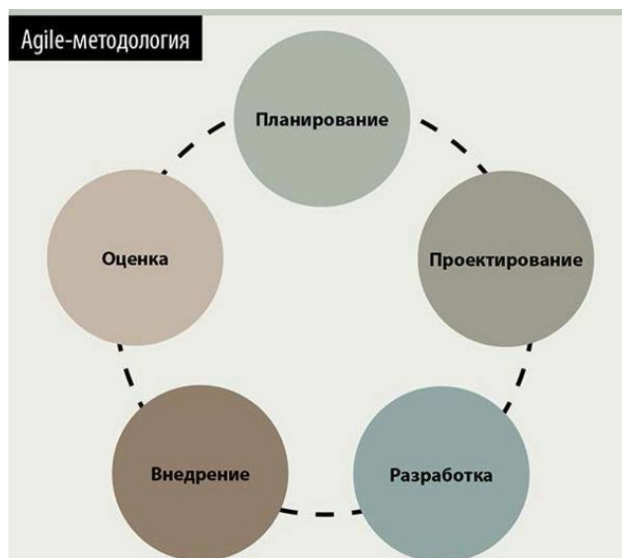 Agile-методология
Планирование
Проектирование
Разработка
Внедрение
Оценка